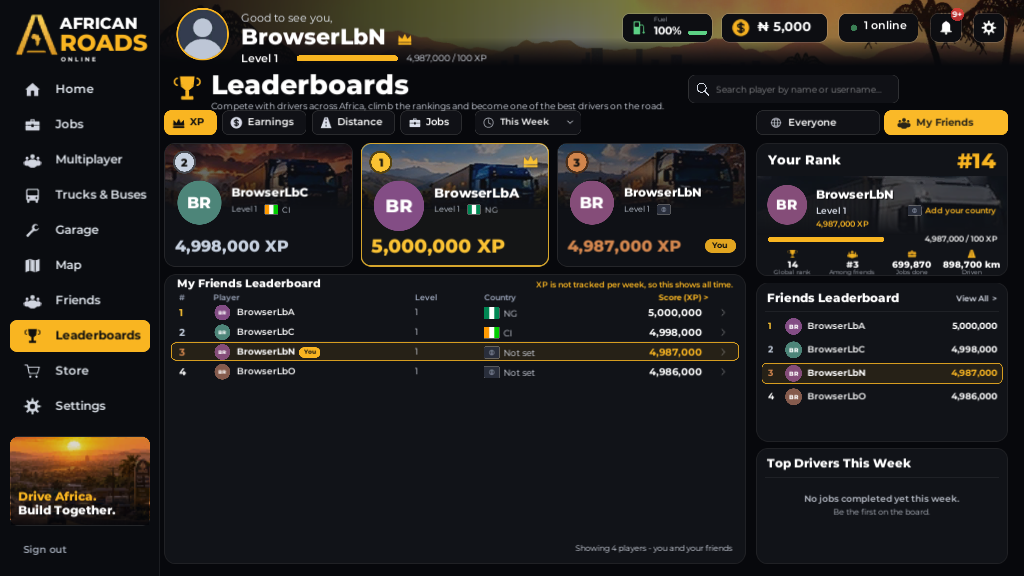 AFRICAN
ROADS
ONLINE
Home
Jobs
Multiplayer
Trucks & Buses
Garage
Map
Friends
Leaderboards
Store
Settings
Drive Africa.
Build Together.
Sign out
Good to see you,
BrowserLbN
Level 1
4,987,000 / 100 XP
Fuel
100%
$
₦ 5,000
1 online
9+
Leaderboards
Compete with drivers across Africa, climb the rankings and become one of the best drivers on the road.
Search player by name or username...
XP
$ Earnings
Distance
Jobs
This Week
Everyone
My Friends
2
BR
BrowserLbC
Level 1
CI
4,998,000 XP
1
BR
BrowserLbA
Level 1
NG
5,000,000 XP
3
BR
BrowserLbN
Level 1
4,987,000 XP
You
My Friends Leaderboard
XP is not tracked per week, so this shows all time.
# Player Level Country Score (XP) >
1 BR BrowserLbA 1 NG 5,000,000 >
2 BR BrowserLbC 1 CI 4,998,000 >
3 BR BrowserLbN You 1 Not set 4,987,000 >
4 BR BrowserLbO 1 Not set 4,986,000 >
Showing 4 players - you and your friends
Your Rank
#14
BR
BrowserLbN
Level 1
Add your country
4,987,000 XP
4,987,000 / 100 XP
14
Global rank
#3
Among friends
699,870
Jobs done
898,700 km
Driven
Friends Leaderboard
View All >
1 BR BrowserLbA 5,000,000
2 BR BrowserLbC 4,998,000
3 BR BrowserLbN 4,987,000
4 BR BrowserLbO 4,986,000
Top Drivers This Week
No jobs completed yet this week.
Be the first on the board.